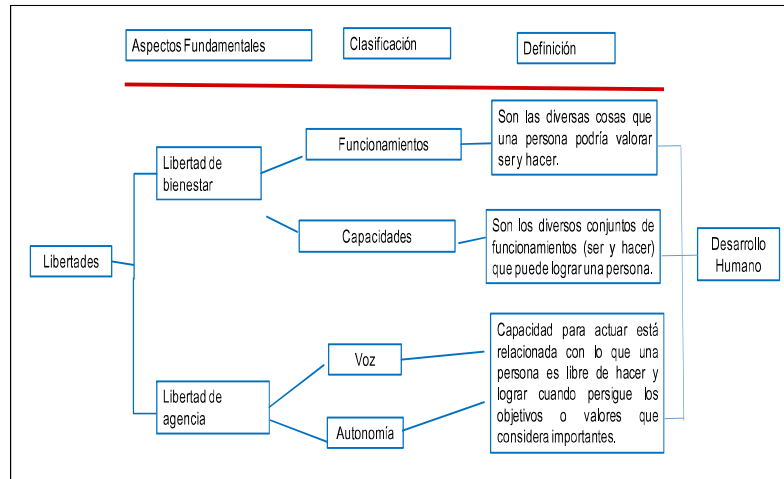 Aspectos Fundamentales
Clasificación
Definición
Libertades
Libertad de
bienestar
Funcionamientos
Son las diversas cosas que
una persona podría valorar
ser y hacer.
Capacidades
Son los diversos conjuntos de
funcionamientos (ser y hacer)
que puede lograr una persona.
Libertad de
agencia
Voz
Autonomía
Capacidad para actuar está
relacionada con lo que una
persona es libre de hacer y
lograr cuando persigue los
objetivos o valores que
considera importantes.
Desarrollo
Humano